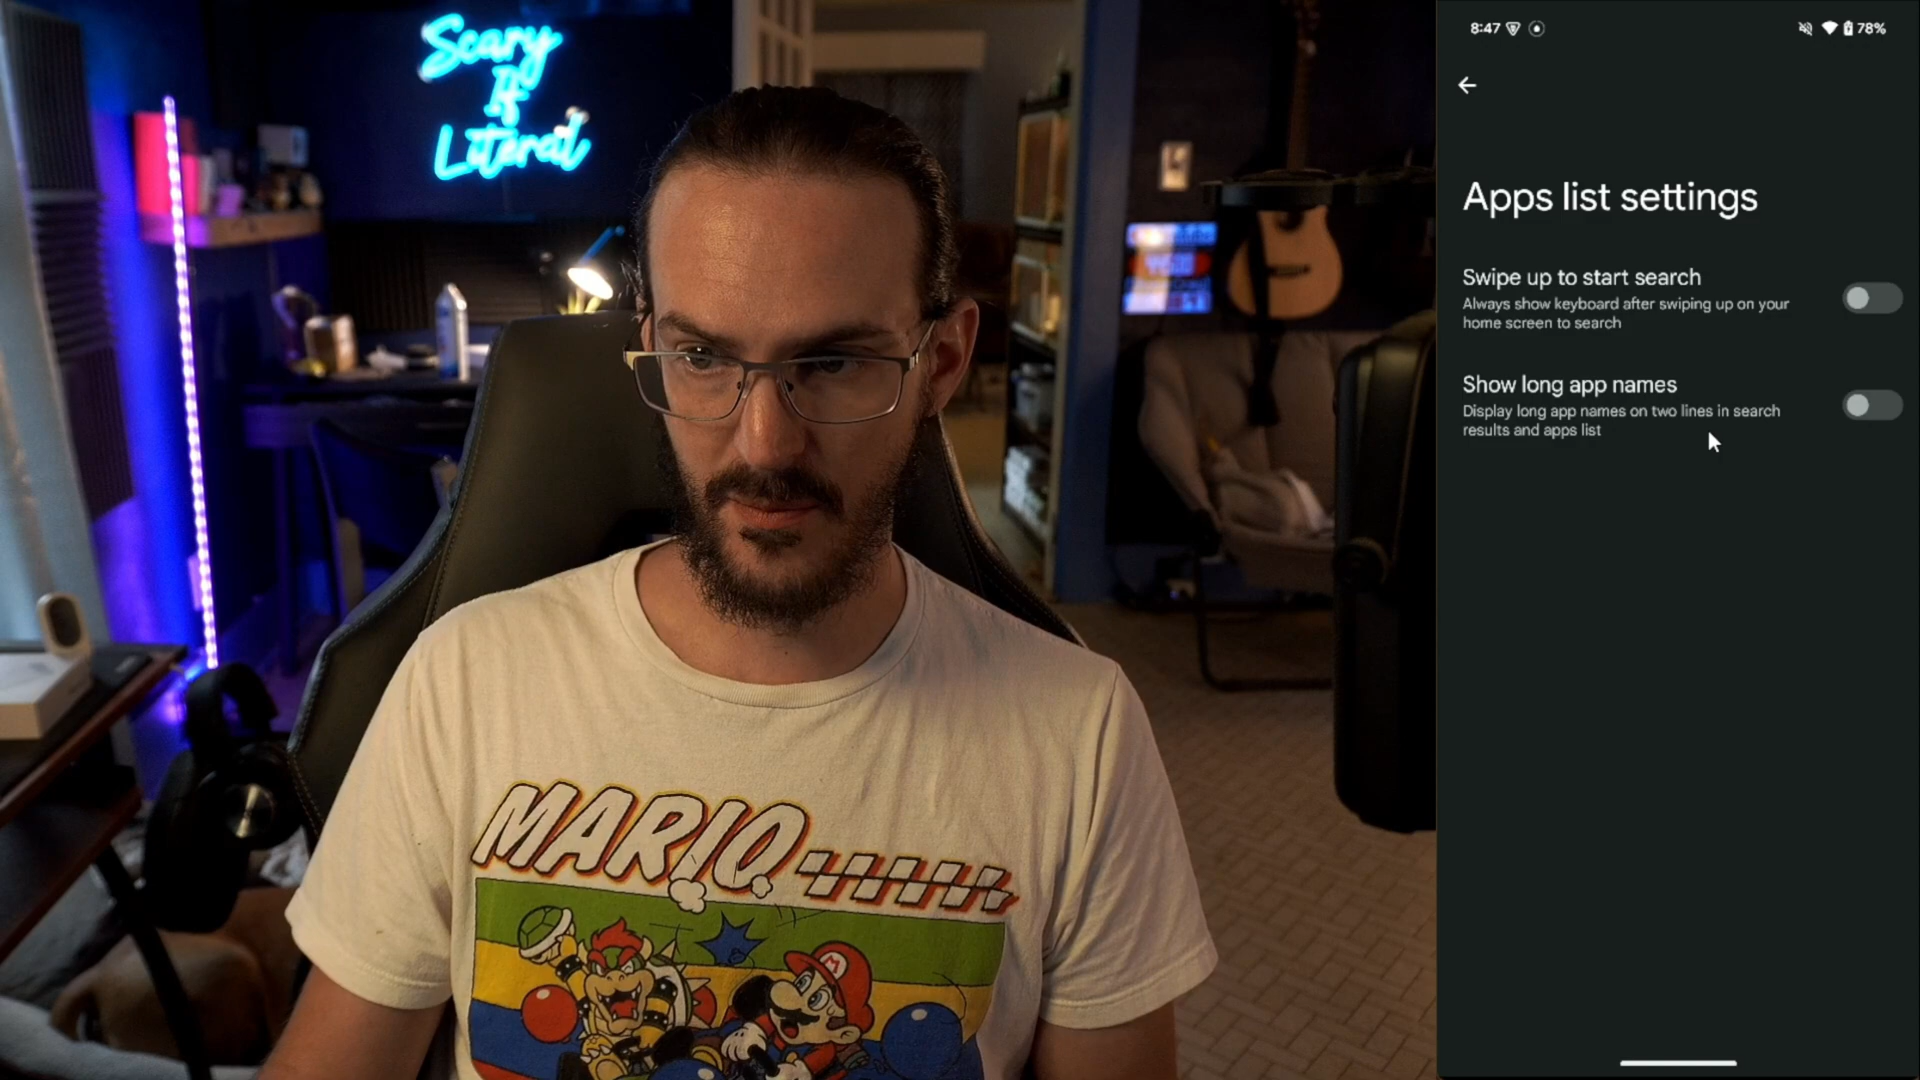 Scary
If
Literal
MARIO
M
8:47
78%
Apps list settings
Swipe up to start search
Always show keyboard after swiping up on your
home screen to search
Show long app names
Display long app names on two lines in search
results and apps list